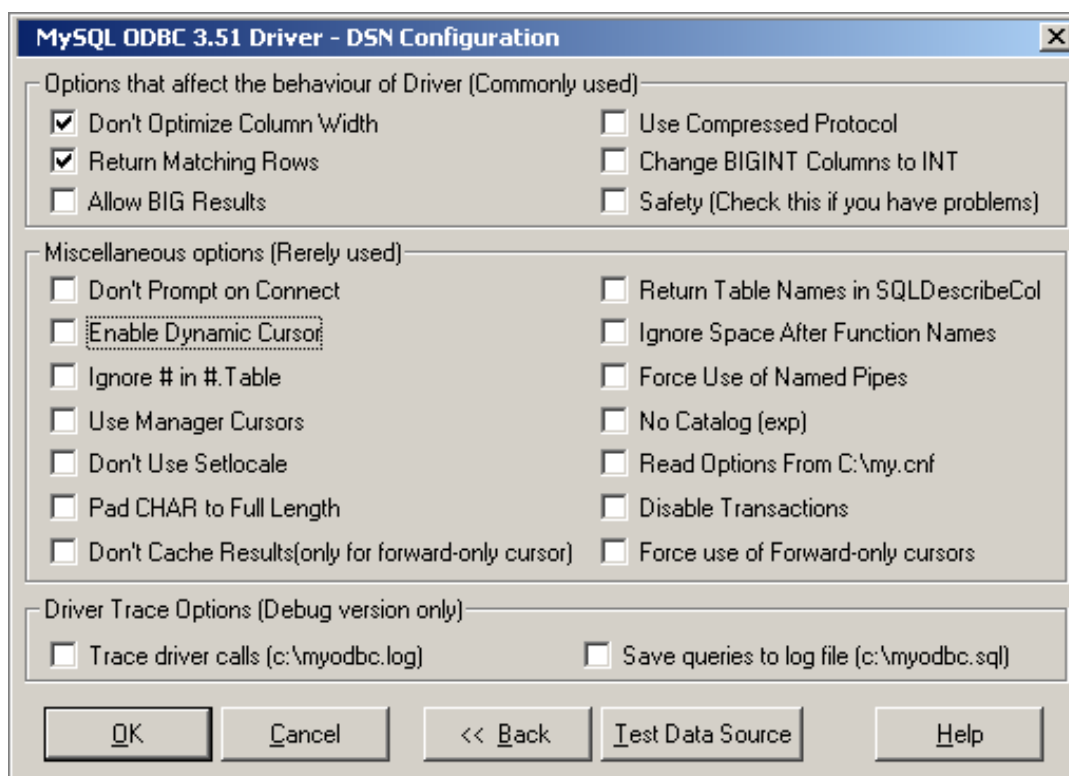 MySQL ODBC 3.51 Driver - DSN Configuration
Options that affect the behaviour of Driver (Commonly used)
Don't Optimize Column Width
Use Compressed Protocol
Return Matching Rows
Change BIGINT Columns to INT
Allow BIG Results
Safety (Check this if you have problems)
Miscellaneous options (Rerely used)
Don't Prompt on Connect
Return Table Names in SQLDescribeCol
Enable Dynamic Cursor
Ignore Space After Function Names
Ignore # in #.Table
Force Use of Named Pipes
Use Manager Cursors
No Catalog (exp)
Don't Use Setlocale
Read Options From C:\my.cnf
Pad CHAR to Full Length
Disable Transactions
Don't Cache Results(only for forward-only cursor)
Force use of Forward-only cursors
Driver Trace Options (Debug version only)
Trace driver calls (c:\myodbc.log)
Save queries to log file (c:\myodbc.sql)
OK
Cancel
<< Back
Test Data Source
Help